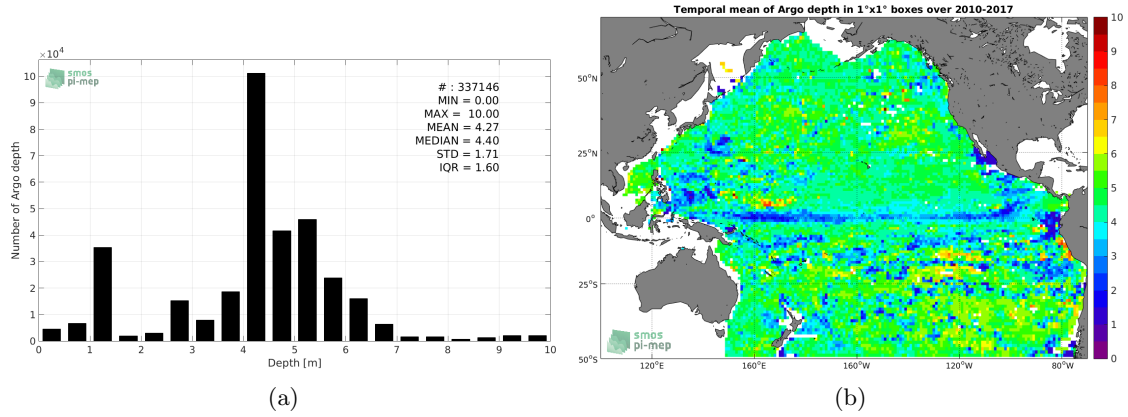 ×10⁴
smos
pi-mep
# : 337146
MIN = 0.00
MAX = 10.00
MEAN = 4.27
MEDIAN = 4.40
STD = 1.71
IQR = 1.60
Number of Argo depth
10
9
8
7
6
5
4
3
2
1
0
0 1 2 3 4 5 6 7 8 9 10
Depth [m]
(a)
Temporal mean of Argo depth in 1°x1° boxes over 2010-2017
50°N
25°N
0°
25°S
50°S
120°E 160°E 160°W 120°W 80°W
smos
pi-mep
10
9
8
7
6
5
4
3
2
1
0
(b)